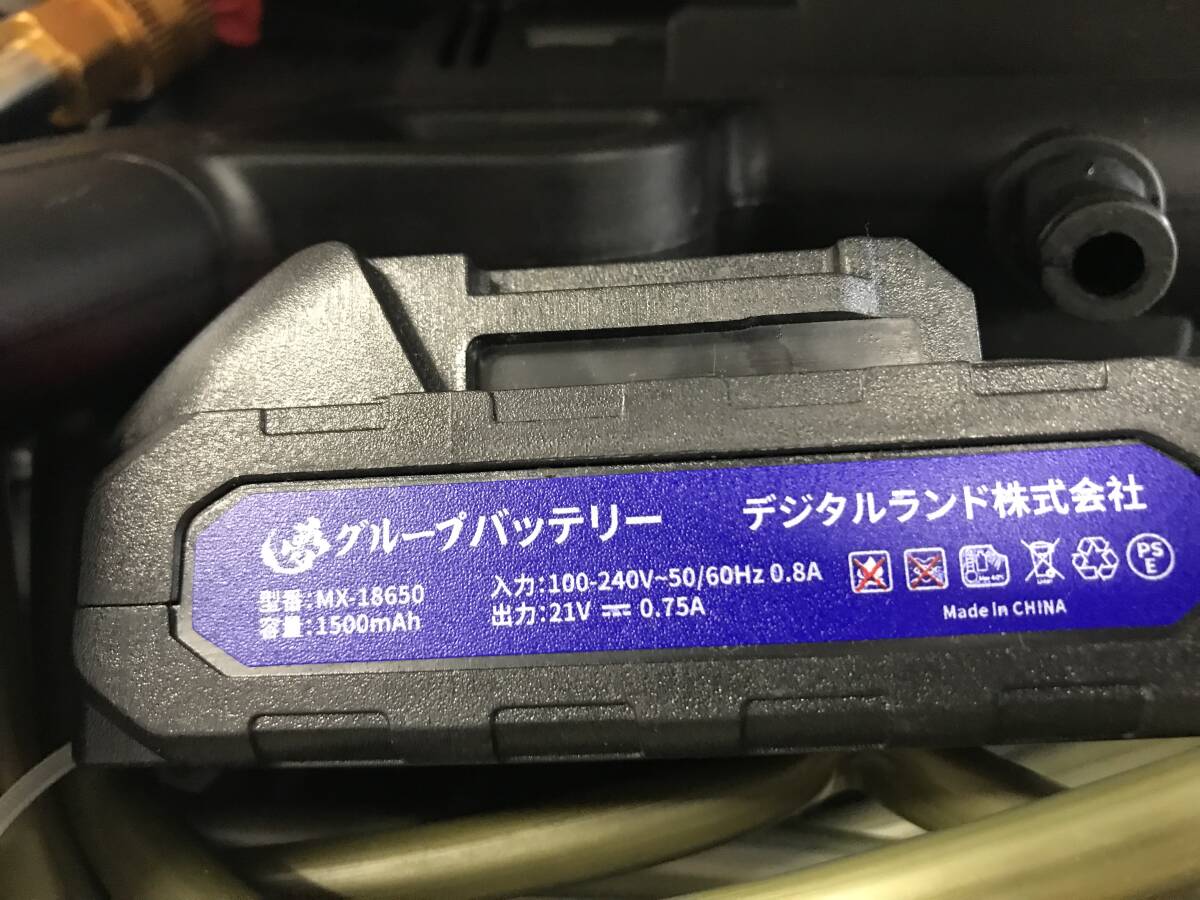 夢グループバッテリー
デジタルランド株式会社
型番:MX-18650
容量:1500mAh
入力:100-240V~50/60Hz 0.8A
出力:21V ⎓ 0.75A
PS
E
Made In CHINA